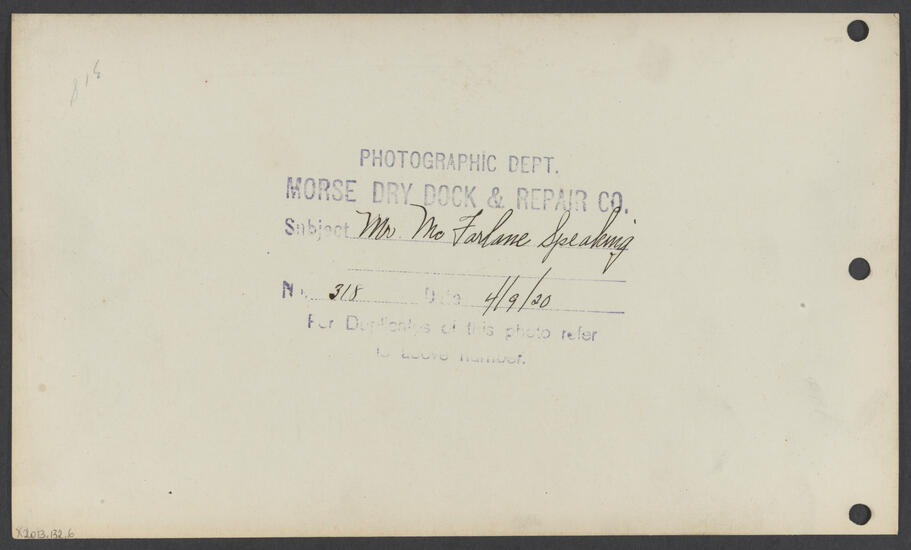 PHOTOGRAPHIC DEPT.
MORSE DRY DOCK & REPAIR CO.
Subject Mr. McFarlane Speaking
No. 318 Date 4/9/20
For Duplicates of this photo refer
to above number.
X2013.132.6